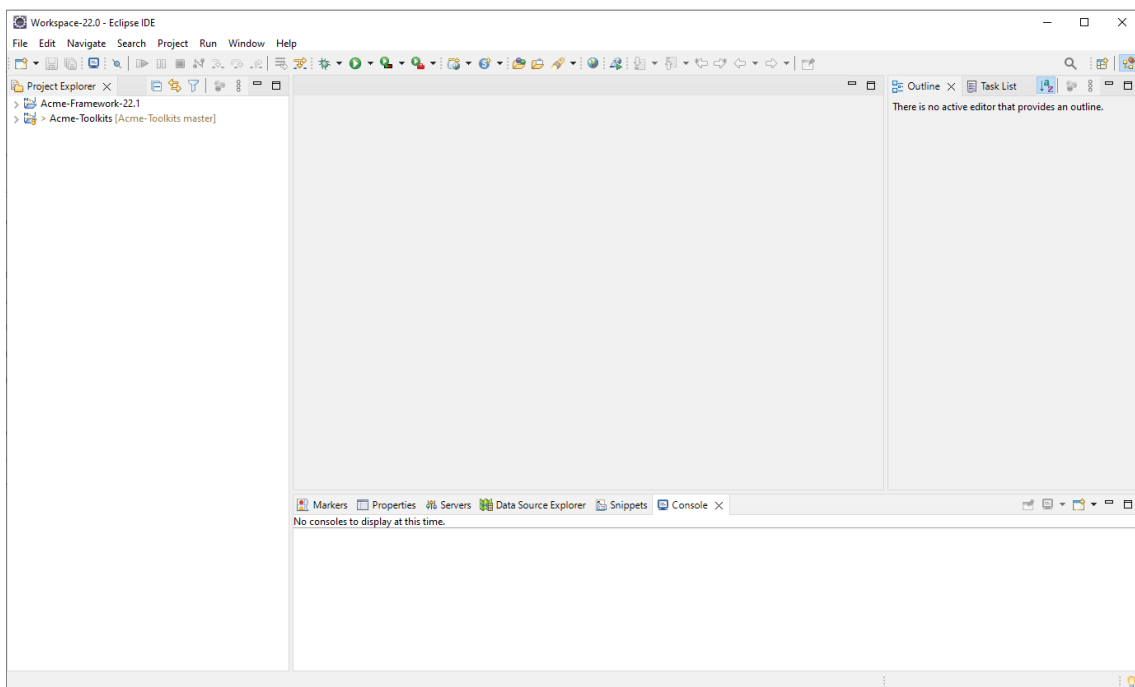 Workspace-22.0 - Eclipse IDE
File Edit Navigate Search Project Run Window Help
Project Explorer
Acme-Framework-22.1
> Acme-Toolkits [Acme-Toolkits master]
Outline Task List
There is no active editor that provides an outline.
Markers Properties Servers Data Source Explorer Snippets Console
No consoles to display at this time.